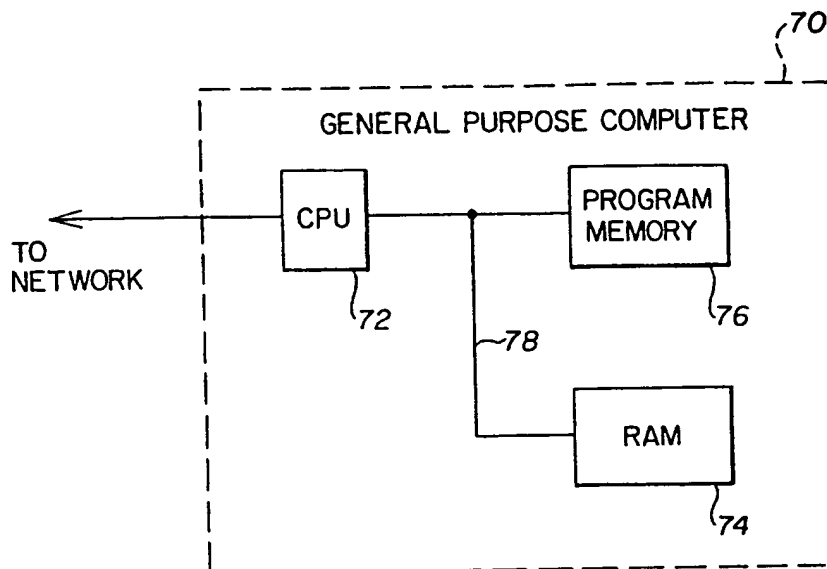 70
GENERAL PURPOSE COMPUTER
CPU
PROGRAM
MEMORY
TO
NETWORK
72
76
78
RAM
74